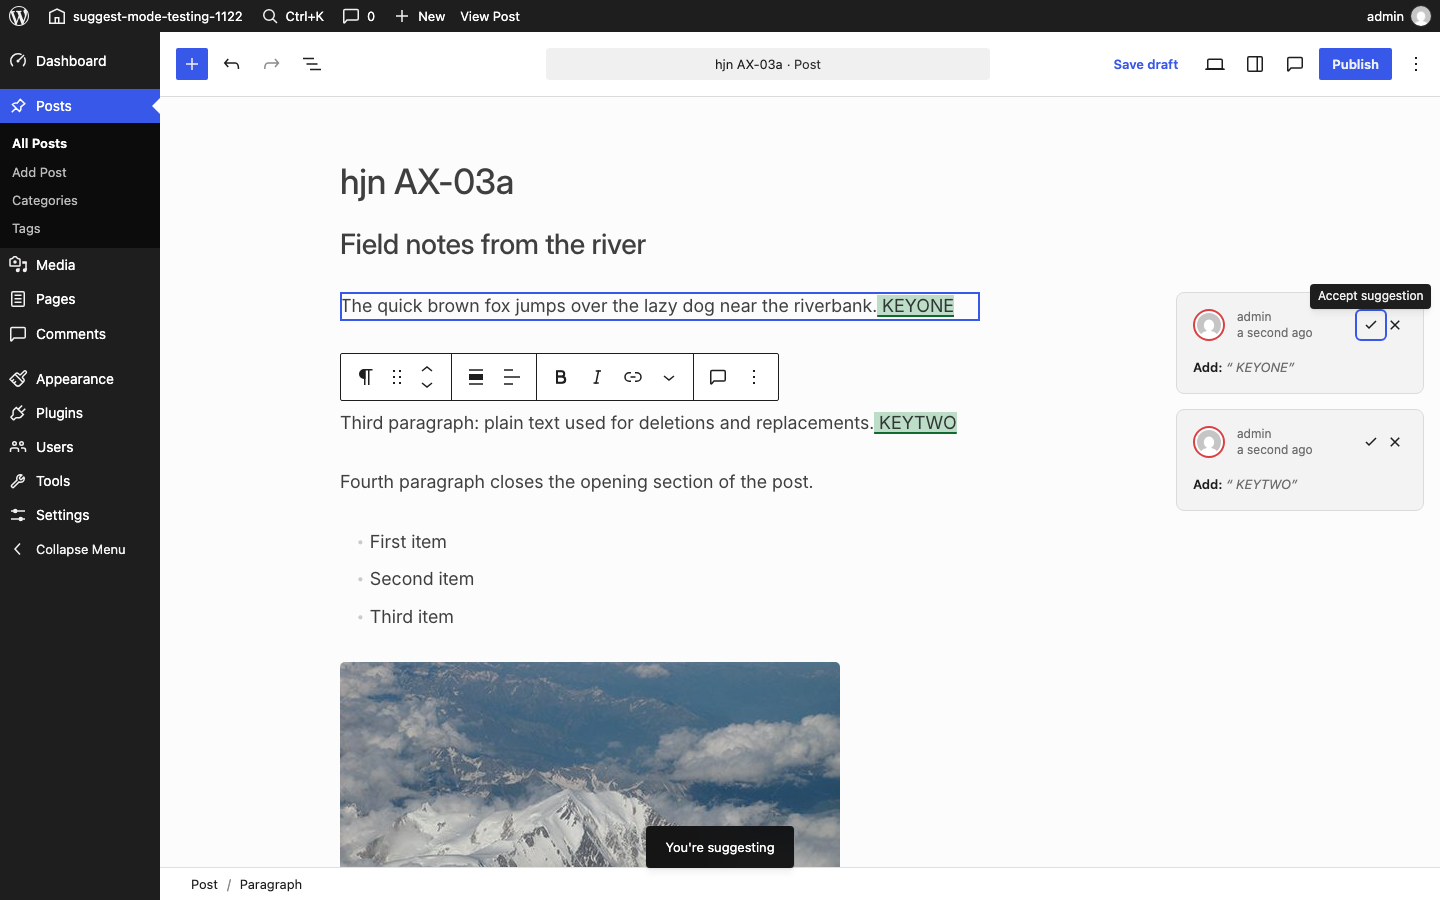 suggest-mode-testing-1122 Ctrl+K 0 New View Post admin
Dashboard
Posts
All Posts
Add Post
Categories
Tags
Media
Pages
Comments
Appearance
Plugins
Users
Tools
Settings
Collapse Menu
hjn AX-03a · Post
Save draft
Publish
hjn AX-03a
Field notes from the river
The quick brown fox jumps over the lazy dog near the riverbank. KEYONE
B I
Third paragraph: plain text used for deletions and replacements. KEYTWO
Fourth paragraph closes the opening section of the post.
• First item
• Second item
• Third item
Accept suggestion
admin
a second ago
Add: “ KEYONE”
admin
a second ago
Add: “ KEYTWO”
You're suggesting
Post / Paragraph